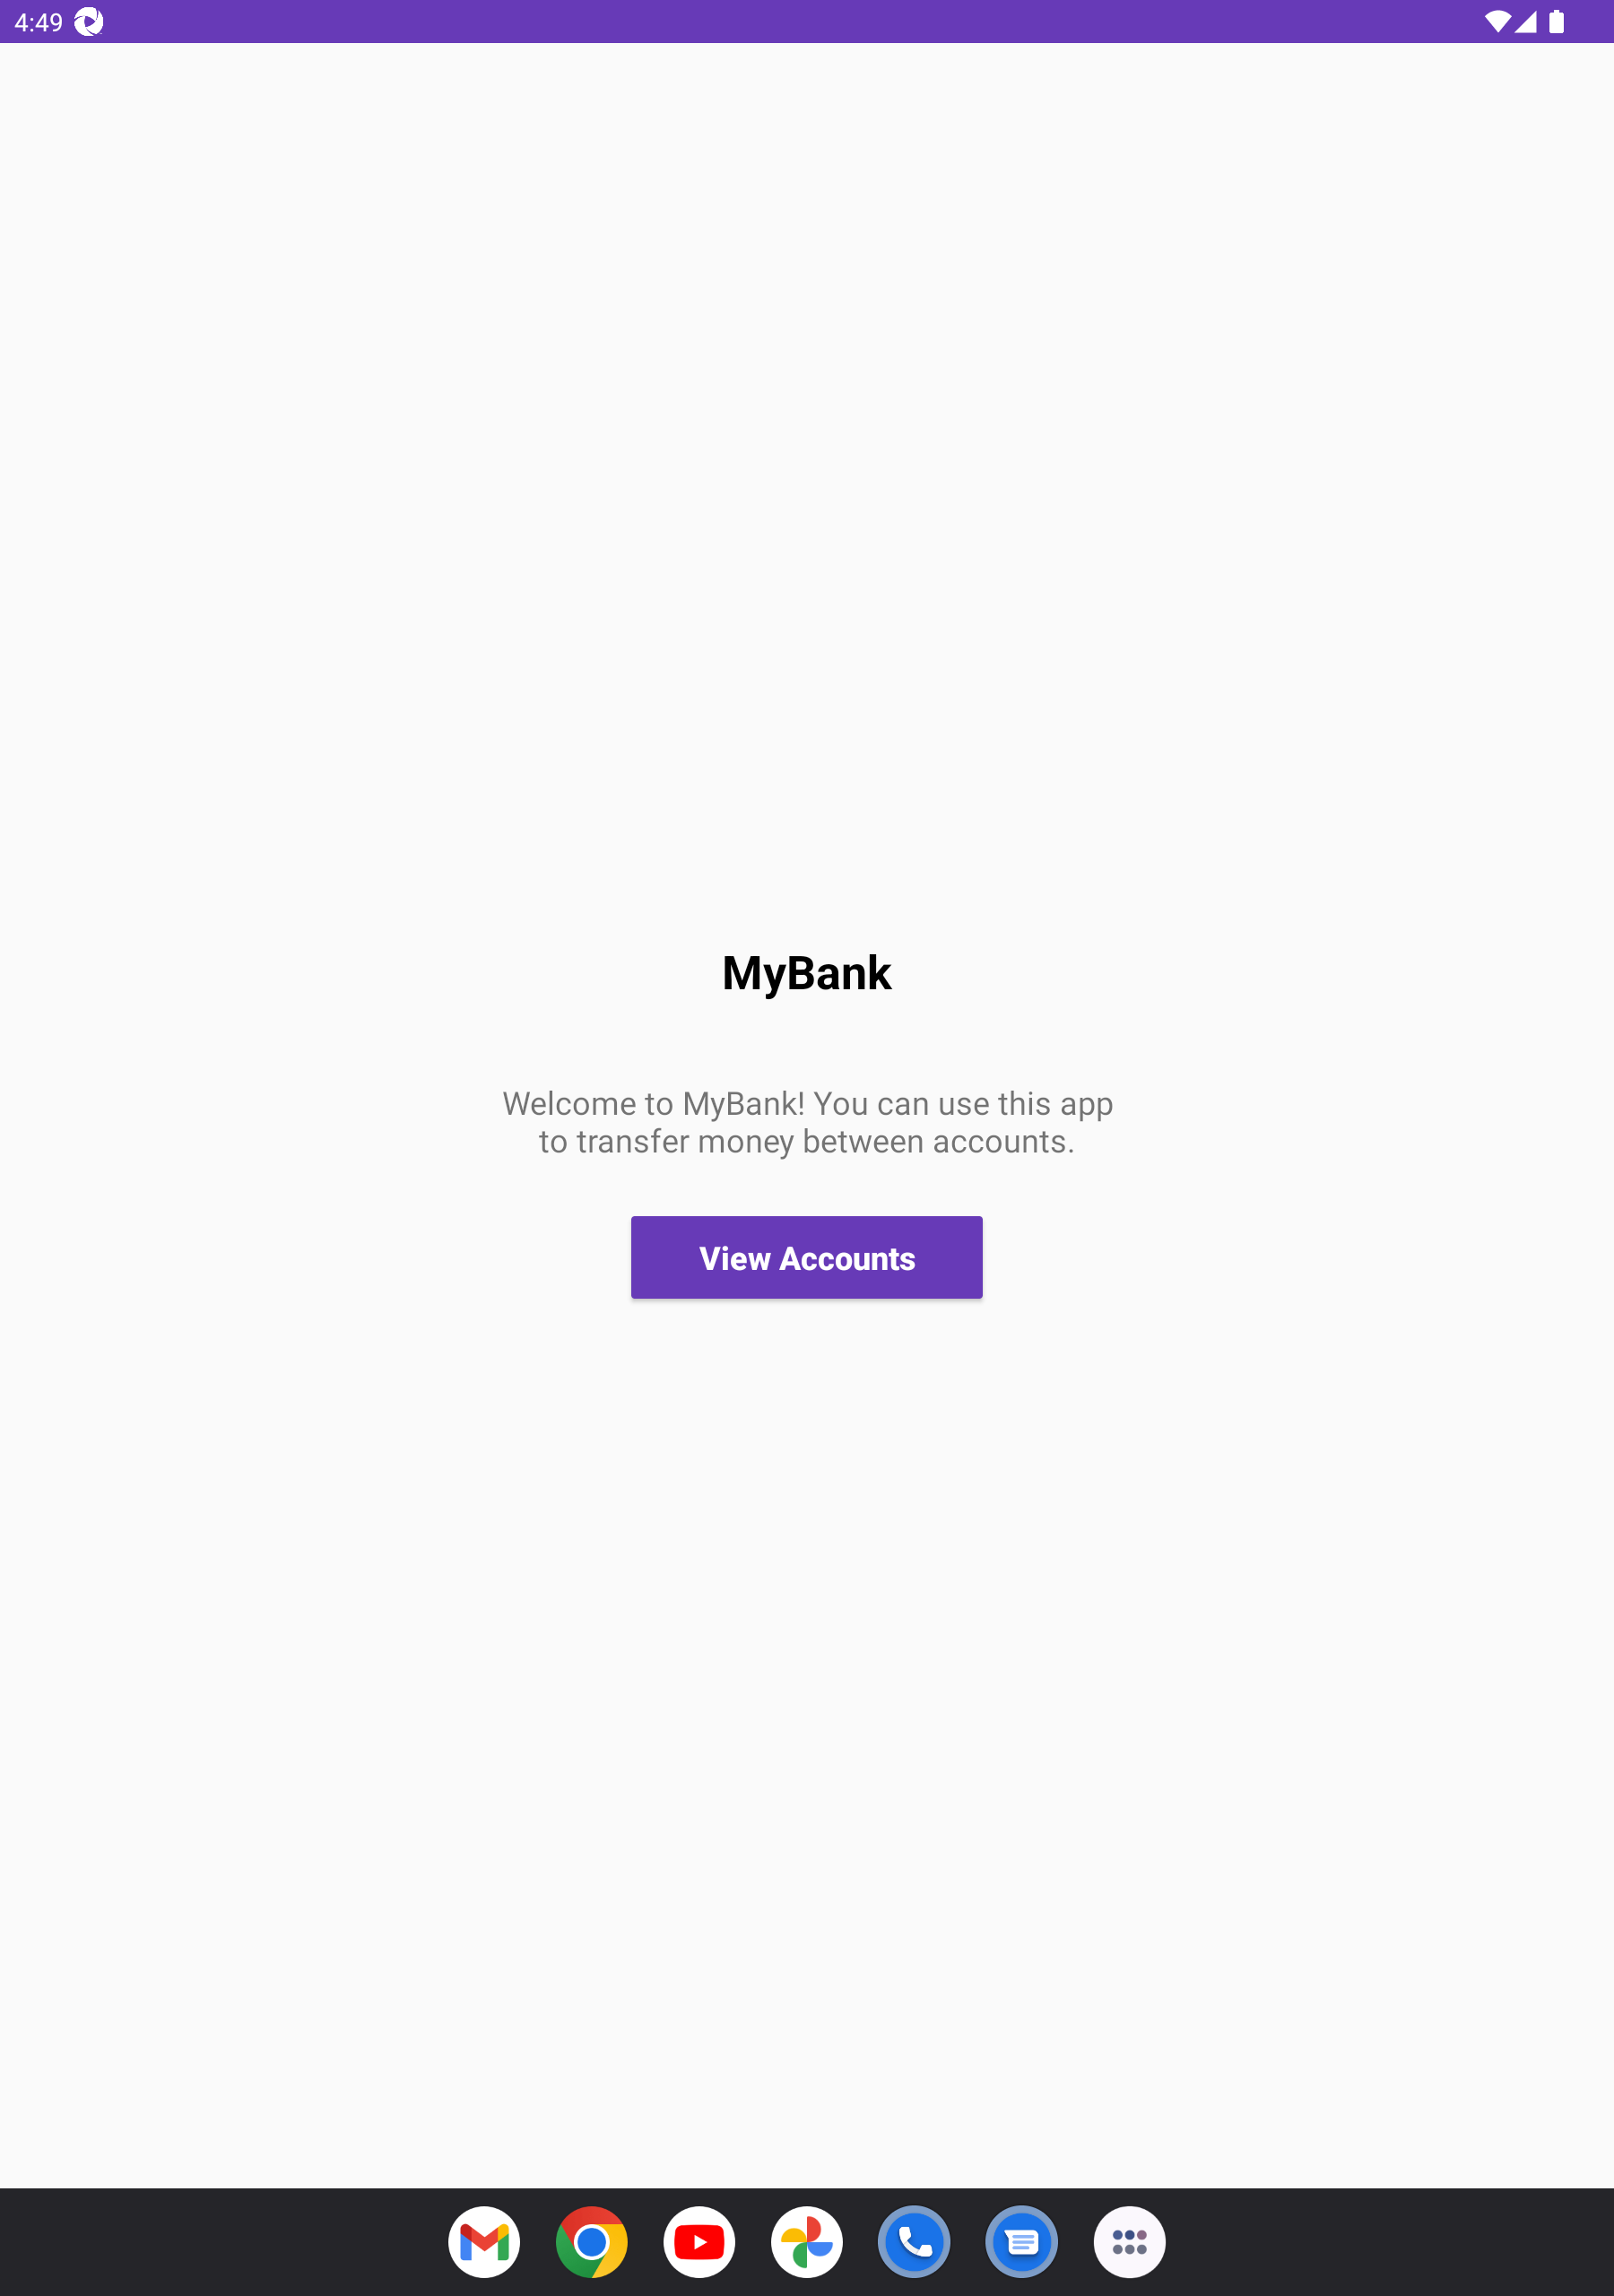 4:49
MyBank
Welcome to MyBank! You can use this app
to transfer money between accounts.
View Accounts